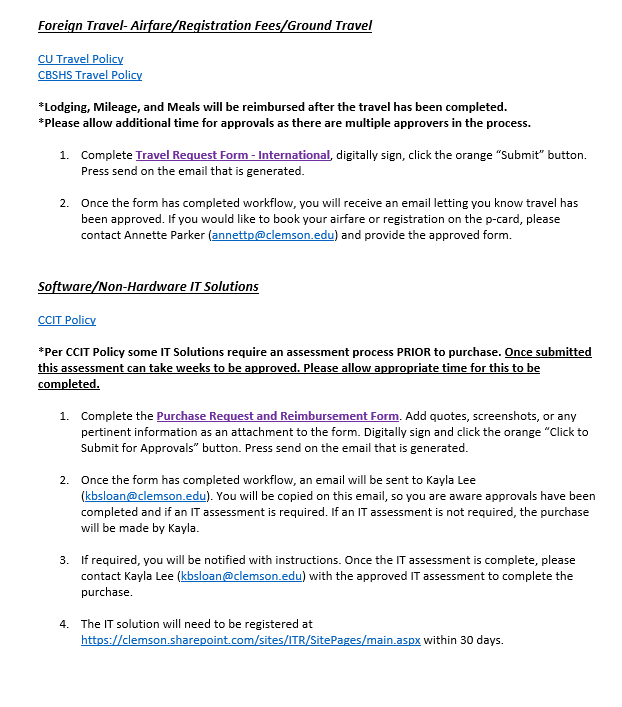 Foreign Travel- Airfare/Registration Fees/Ground Travel
CU Travel Policy
CBSHS Travel Policy
*Lodging, Mileage, and Meals will be reimbursed after the travel has been completed.
*Please allow additional time for approvals as there are multiple approvers in the process.
1. Complete Travel Request Form - International, digitally sign, click the orange “Submit” button.
Press send on the email that is generated.
2. Once the form has completed workflow, you will receive an email letting you know travel has
been approved. If you would like to book your airfare or registration on the p-card, please
contact Annette Parker (annettp@clemson.edu) and provide the approved form.
Software/Non-Hardware IT Solutions
CCIT Policy
*Per CCIT Policy some IT Solutions require an assessment process PRIOR to purchase. Once submitted
this assessment can take weeks to be approved. Please allow appropriate time for this to be
completed.
1. Complete the Purchase Request and Reimbursement Form. Add quotes, screenshots, or any
pertinent information as an attachment to the form. Digitally sign and click the orange “Click to
Submit for Approvals” button. Press send on the email that is generated.
2. Once the form has completed workflow, an email will be sent to Kayla Lee
(kbsloan@clemson.edu). You will be copied on this email, so you are aware approvals have been
completed and if an IT assessment is required. If an IT assessment is not required, the purchase
will be made by Kayla.
3. If required, you will be notified with instructions. Once the IT assessment is complete, please
contact Kayla Lee (kbsloan@clemson.edu) with the approved IT assessment to complete the
purchase.
4. The IT solution will need to be registered at
https://clemson.sharepoint.com/sites/ITR/SitePages/main.aspx within 30 days.